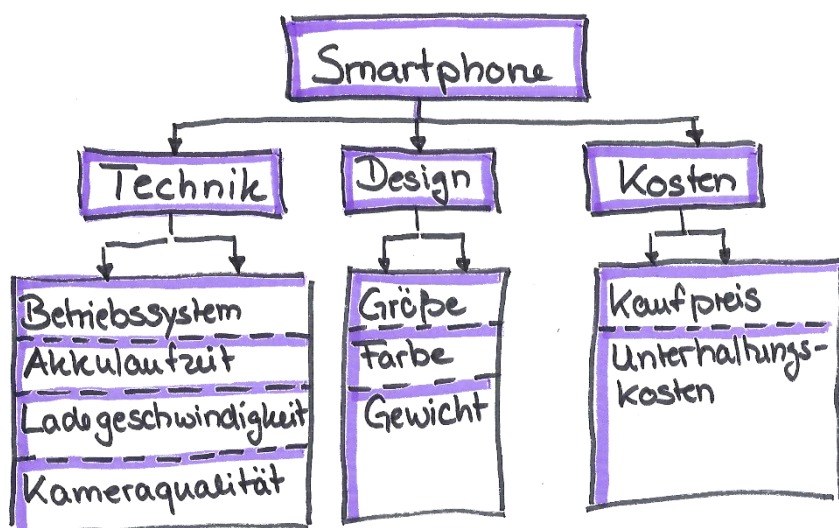 Smartphone
Technik
Design
Kosten
Betriebssystem
Akkulaufzeit
Ladegeschwindigkeit
Kameraqualität
Größe
Farbe
Gewicht
Kaufpreis
Unterhaltungs-
kosten